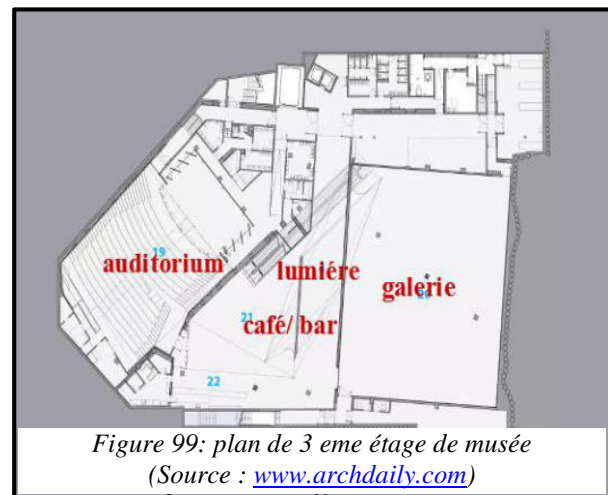 19
auditorium
lumiére
galerie
21
café/ bar
22
Figure 99: plan de 3 eme étage de musée
(Source : www.archdaily.com)